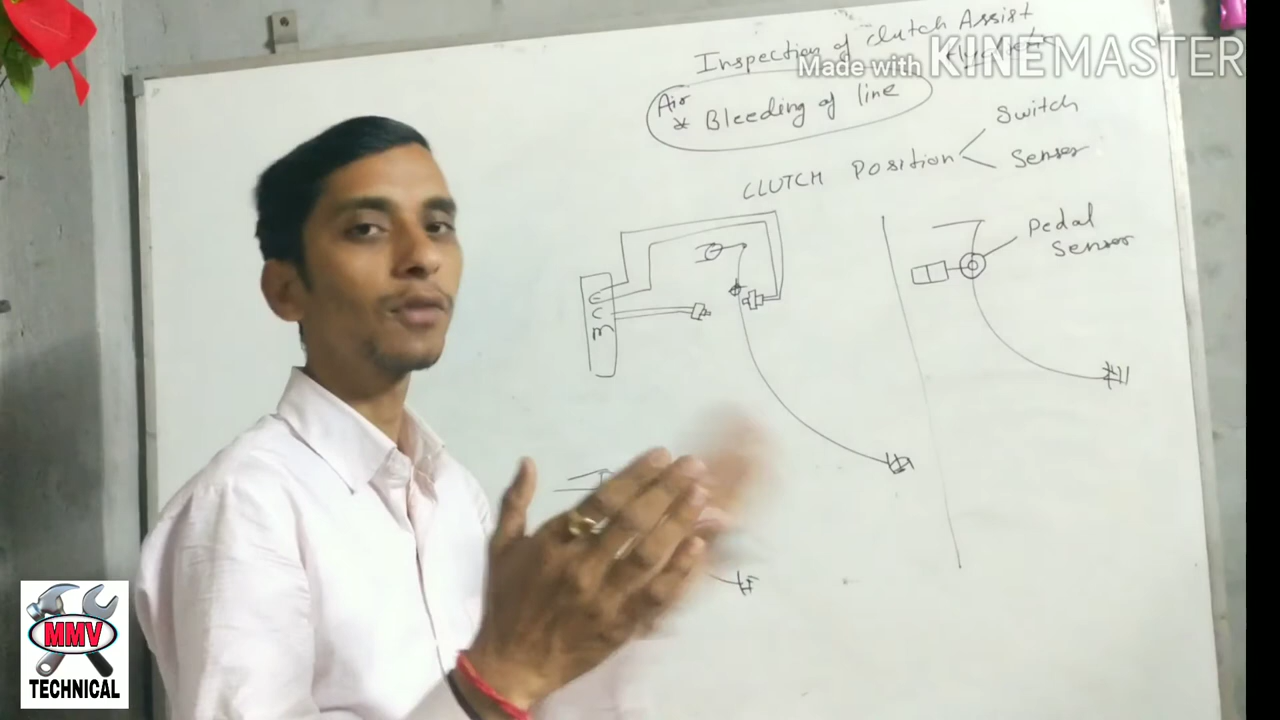 Inspection of clutch Assist
Made with KINEMASTER
Air
* Bleeding of line
CLUTCH Position
Switch
Sensor
Pedal
Sensor
E
C
m
MMV
TECHNICAL